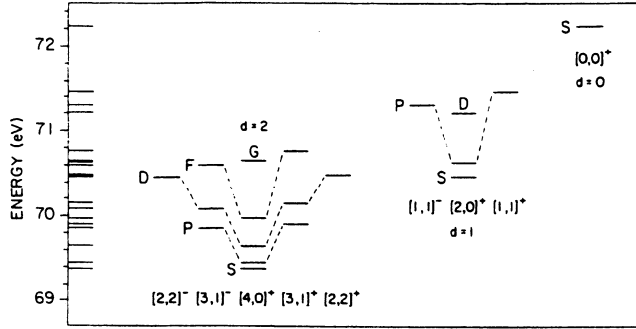 72
71
70
69
ENERGY (eV)
S
[0,0]⁺
d=0
P
D
S
[1,1]⁻ [2,0]⁺ [1,1]⁺
d=1
d=2
F
G
D
P
S
[2,2]⁻ [3,1]⁻ [4,0]⁺ [3,1]⁺ [2,2]⁺